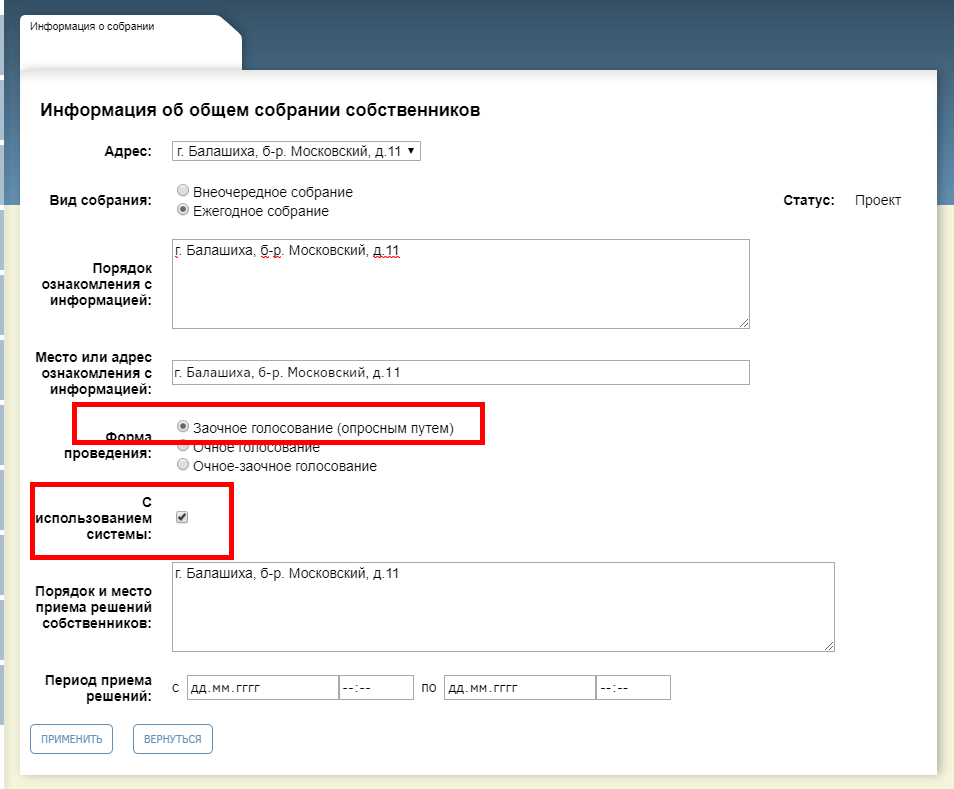 Информация о собрании
Информация об общем собрании собственников
Адрес:
г. Балашиха, б-р. Московский, д.11
Вид собрания:
Внеочередное собрание
Ежегодное собрание
Статус:
Проект
Порядок
ознакомления с
информацией:
г. Балашиха, б-р. Московский, д.11
Место или адрес
ознакомления с
информацией:
г. Балашиха, б-р. Московский, д.11
Форма
проведения:
Заочное голосование (опросным путем)
Очное голосование
Очное-заочное голосование
С
использованием
системы:
Порядок и место
приема решений
собственников:
г. Балашиха, б-р. Московский, д.11
Период приема
решений:
с дд.мм.гггг --:-- по дд.мм.гггг --:--
ПРИМЕНИТЬ
ВЕРНУТЬСЯ